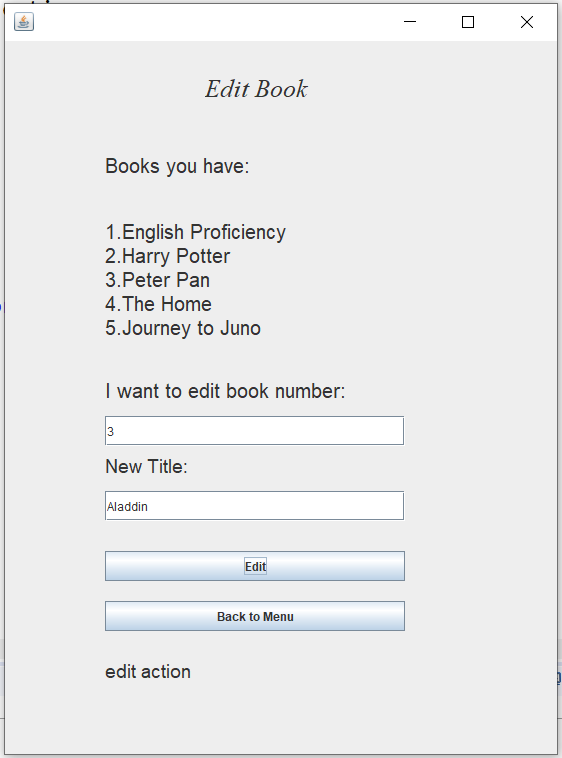 Edit Book
Books you have:
1.English Proficiency
2.Harry Potter
3.Peter Pan
4.The Home
5.Journey to Juno
I want to edit book number:
3
New Title:
Aladdin
Edit
Back to Menu
edit action